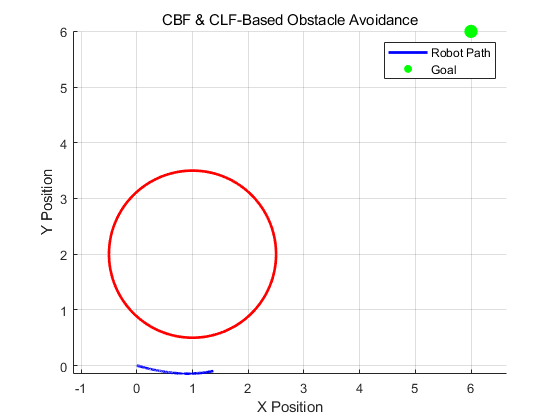 CBF & CLF-Based Obstacle Avoidance
Robot Path
Goal
6
5
4
3
2
1
0
Y Position
-1 0 1 2 3 4 5 6
X Position